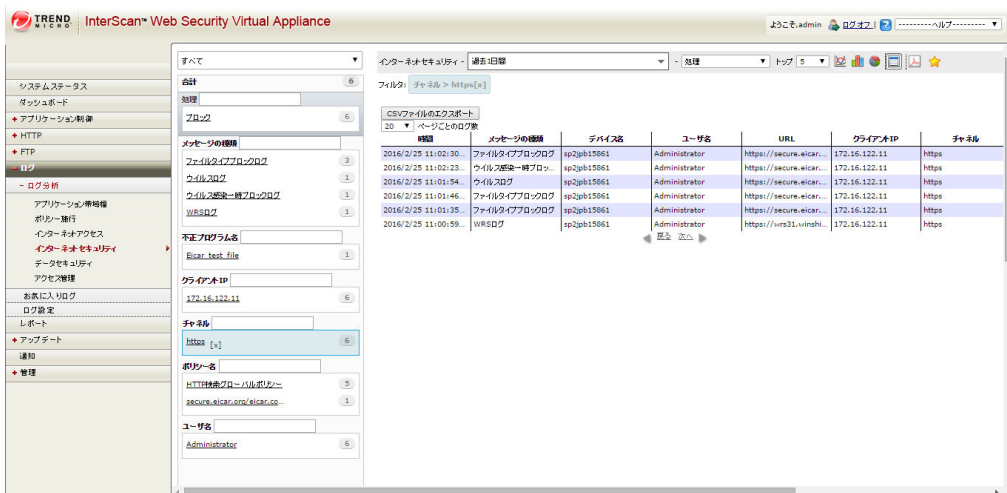 TREND MICRO InterScan™ Web Security Virtual Appliance
ようこそ,admin ログオフ | ? ---------ヘルプ---------
システムステータス
ダッシュボード
+ アプリケーション制御
+ HTTP
+ FTP
- ログ
- ログ分析
アプリケーション帯域幅
ポリシー施行
インターネットアクセス
インターネットセキュリティ
データセキュリティ
アクセス管理
お気に入りログ
ログ設定
レポート
+ アップデート
通知
+ 管理
すべて
合計 6
処理
ブロック 6
メッセージの種類
ファイルタイプブロックログ 3
ウイルスログ 1
ウイルス感染一時ブロックログ 1
WRSログ 1
不正プログラム名
Eicar_test_file 1
クライアントIP
172.16.122.11 6
チャネル
https [x] 6
ポリシー名
HTTP検索グローバルポリシー 5
secure.eicar.org/eicar.co... 1
ユーザ名
Administrator 6
インターネットセキュリティ - 過去1日間 - 処理 トップ 5
フィルタ: チャネル > https[x]
CSVファイルのエクスポート
20 ページごとのログ数
時間 メッセージの種類 デバイス名 ユーザ名 URL クライアントIP チャネル
2016/2/25 11:02:30... ファイルタイプブロックログ sp2jpb15861 Administrator https://secure.eicar... 172.16.122.11 https
2016/2/25 11:02:23... ウイルス感染一時ブロッ... sp2jpb15861 Administrator https://secure.eicar... 172.16.122.11 https
2016/2/25 11:01:54... ウイルスログ sp2jpb15861 Administrator https://secure.eicar... 172.16.122.11 https
2016/2/25 11:01:46... ファイルタイプブロックログ sp2jpb15861 Administrator https://secure.eicar... 172.16.122.11 https
2016/2/25 11:01:35... ファイルタイプブロックログ sp2jpb15861 Administrator https://secure.eicar... 172.16.122.11 https
2016/2/25 11:00:59... WRSログ sp2jpb15861 Administrator https://wrs31.winshi... 172.16.122.11 https
戻る 次へ